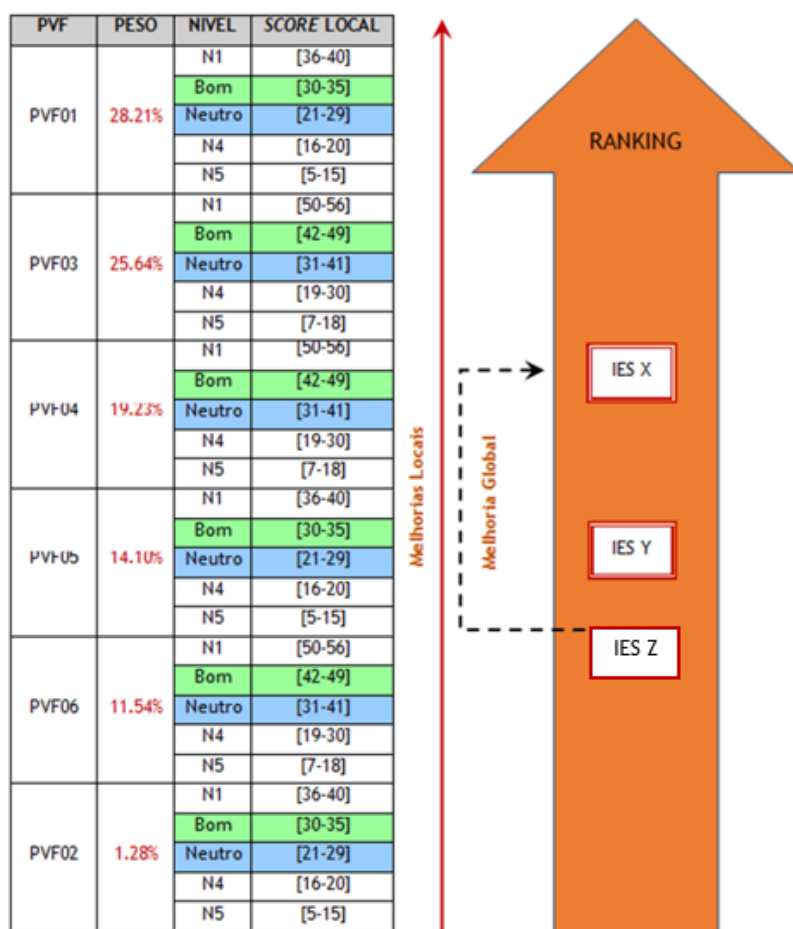 PVF PESO NIVEL SCORE LOCAL
N1 [36-40]
Bom [30-35]
PVF01 28.21% Neutro [21-29]
N4 [16-20]
N5 [5-15]
N1 [50-56]
Bom [42-49]
PVF03 25.64% Neutro [31-41]
N4 [19-30]
N5 [7-18]
N1 [50-56]
Bom [42-49]
PVF04 19.23% Neutro [31-41]
N4 [19-30]
N5 [7-18]
N1 [36-40]
Bom [30-35]
PVF05 14.10% Neutro [21-29]
N4 [16-20]
N5 [5-15]
N1 [50-56]
Bom [42-49]
PVF06 11.54% Neutro [31-41]
N4 [19-30]
N5 [7-18]
N1 [36-40]
Bom [30-35]
PVF02 1.28% Neutro [21-29]
N4 [16-20]
N5 [5-15]
Melhorias Locais
Melhoria Global
RANKING
IES X
IES Y
IES Z